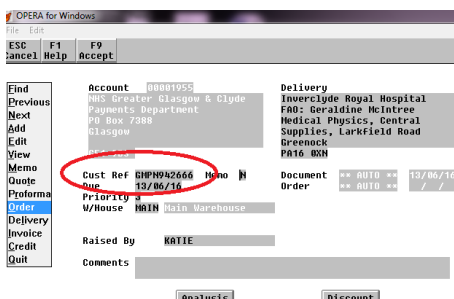 OPERA for Windows
File Edit
ESC F1 F9
Cancel Help Accept
Find
Previous
Next
Add
Edit
View
Memo
Quote
Proforma
Order
Delivery
Invoice
Credit
Quit
Account 00001955
NHS Greater Glasgow & Clyde
Payments Department
PO Box 7388
Glasgow
Delivery
Inverclyde Royal Hospital
FAO: Geraldine McIntree
Medical Physics, Central
Supplies, Larkfield Road
Greenock
PA16 0XN
Cust Ref GMPN942666 Memo N
Due 13/06/16
Priority 3
W/House MAIN Main Warehouse
Document ** AUTO ** 13/06/16
Order ** AUTO ** / /
Raised By KATIE
Comments
Analysis Discount